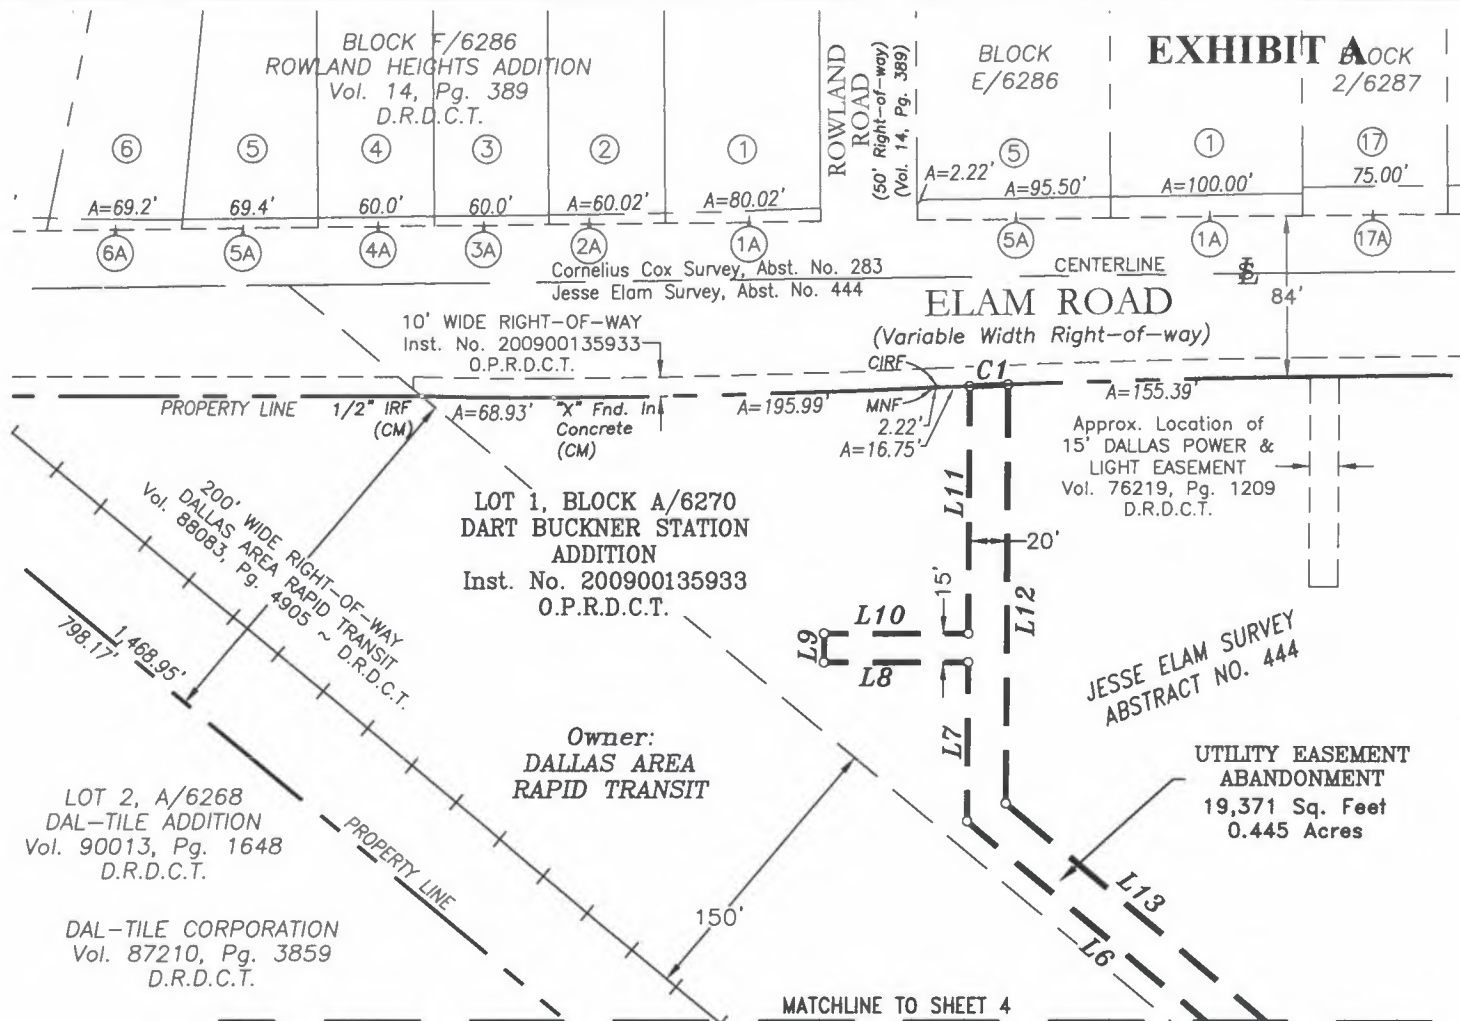 EXHIBIT A
BLOCK F/6286
ROWLAND HEIGHTS ADDITION
Vol. 14, Pg. 389
D.R.D.C.T.
ROWLAND
ROAD
(50' Right-of-way)
(Vol. 14, Pg. 389)
BLOCK
E/6286
BLOCK
2/6287
6
5
4
3
2
1
5
1
17
A=69.2'
69.4'
60.0'
60.0'
A=60.02'
A=80.02'
A=2.22'
A=95.50'
A=100.00'
75.00'
6A
5A
4A
3A
2A
1A
5A
1A
17A
Cornelius Cox Survey, Abst. No. 283
Jesse Elam Survey, Abst. No. 444
CENTERLINE
84'
ELAM ROAD
(Variable Width Right-of-way)
10' WIDE RIGHT-OF-WAY
Inst. No. 200900135933
O.P.R.D.C.T.
CIRF
C1
MNF
2.22'
A=16.75'
PROPERTY LINE
1/2" IRF
(CM)
A=68.93'
"X" Fnd. In
Concrete
(CM)
A=195.99'
A=155.39'
Approx. Location of
15' DALLAS POWER &
LIGHT EASEMENT
Vol. 76219, Pg. 1209
D.R.D.C.T.
200' WIDE RIGHT-OF-WAY
DALLAS AREA RAPID TRANSIT
Vol. 88083, Pg. 4905 ~ D.R.D.C.T.
LOT 1, BLOCK A/6270
DART BUCKNER STATION
ADDITION
Inst. No. 200900135933
O.P.R.D.C.T.
L11
20'
15'
L12
L10
L9
L8
L7
JESSE ELAM SURVEY
ABSTRACT NO. 444
1,468.95'
798.17'
Owner:
DALLAS AREA
RAPID TRANSIT
UTILITY EASEMENT
ABANDONMENT
19,371 Sq. Feet
0.445 Acres
LOT 2, A/6268
DAL-TILE ADDITION
Vol. 90013, Pg. 1648
D.R.D.C.T.
PROPERTY LINE
150'
L13
L6
DAL-TILE CORPORATION
Vol. 87210, Pg. 3859
D.R.D.C.T.
MATCHLINE TO SHEET 4